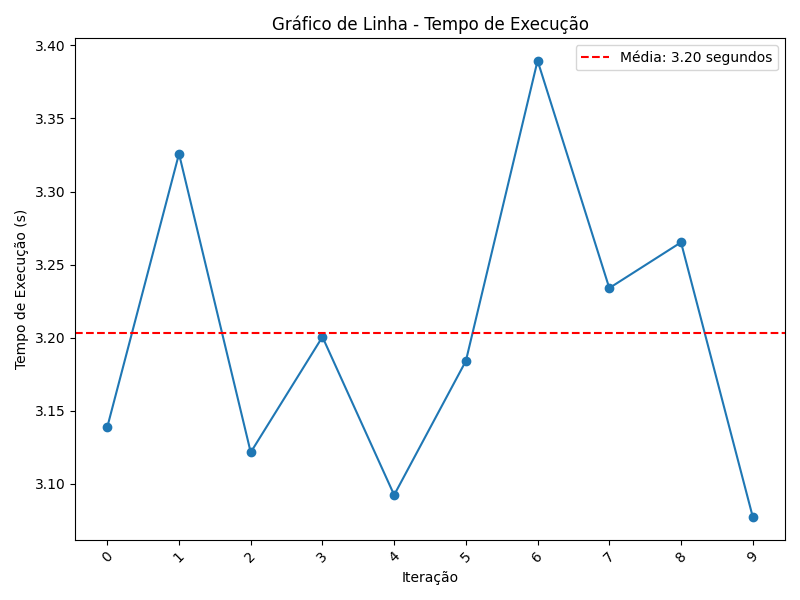 Gráfico de Linha - Tempo de Execução
Média: 3.20 segundos
Tempo de Execução (s)
3.40
3.35
3.30
3.25
3.20
3.15
3.10
0 1 2 3 4 5 6 7 8 9
Iteração